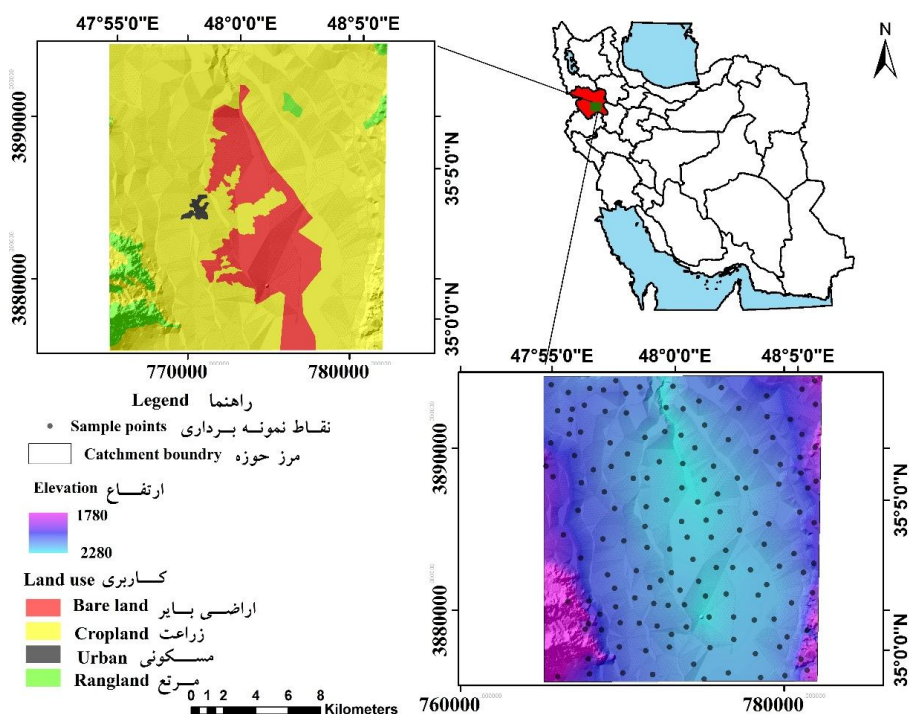 47°55'0"E 48°0'0"E 48°5'0"E
3890000
3880000
35°5'0"N
35°0'0"N
770000 780000
N
Legend راهنما
Sample points نقاط نمونه برداری
Catchment boundry مرز حوزه
Elevation ارتفاع
1780
2280
Land use کاربری
Bare land اراضی بایر
Cropland زراعت
Urban مسکونی
Rangland مرتع
0 1 2 4 6 8
Kilometers
47°55'0"E 48°0'0"E 48°5'0"E
3890000
3880000
35°5'0"N
35°0'0"N
760000 780000